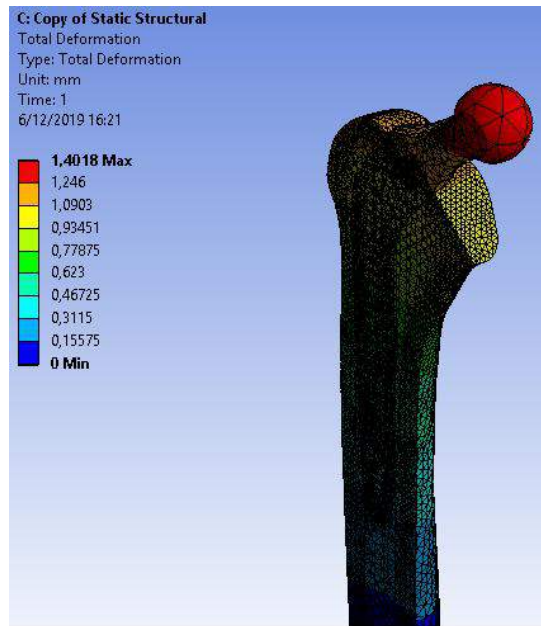 C: Copy of Static Structural
Total Deformation
Type: Total Deformation
Unit: mm
Time: 1
6/12/2019 16:21
1,4018 Max
1,246
1,0903
0,93451
0,77875
0,623
0,46725
0,3115
0,15575
0 Min